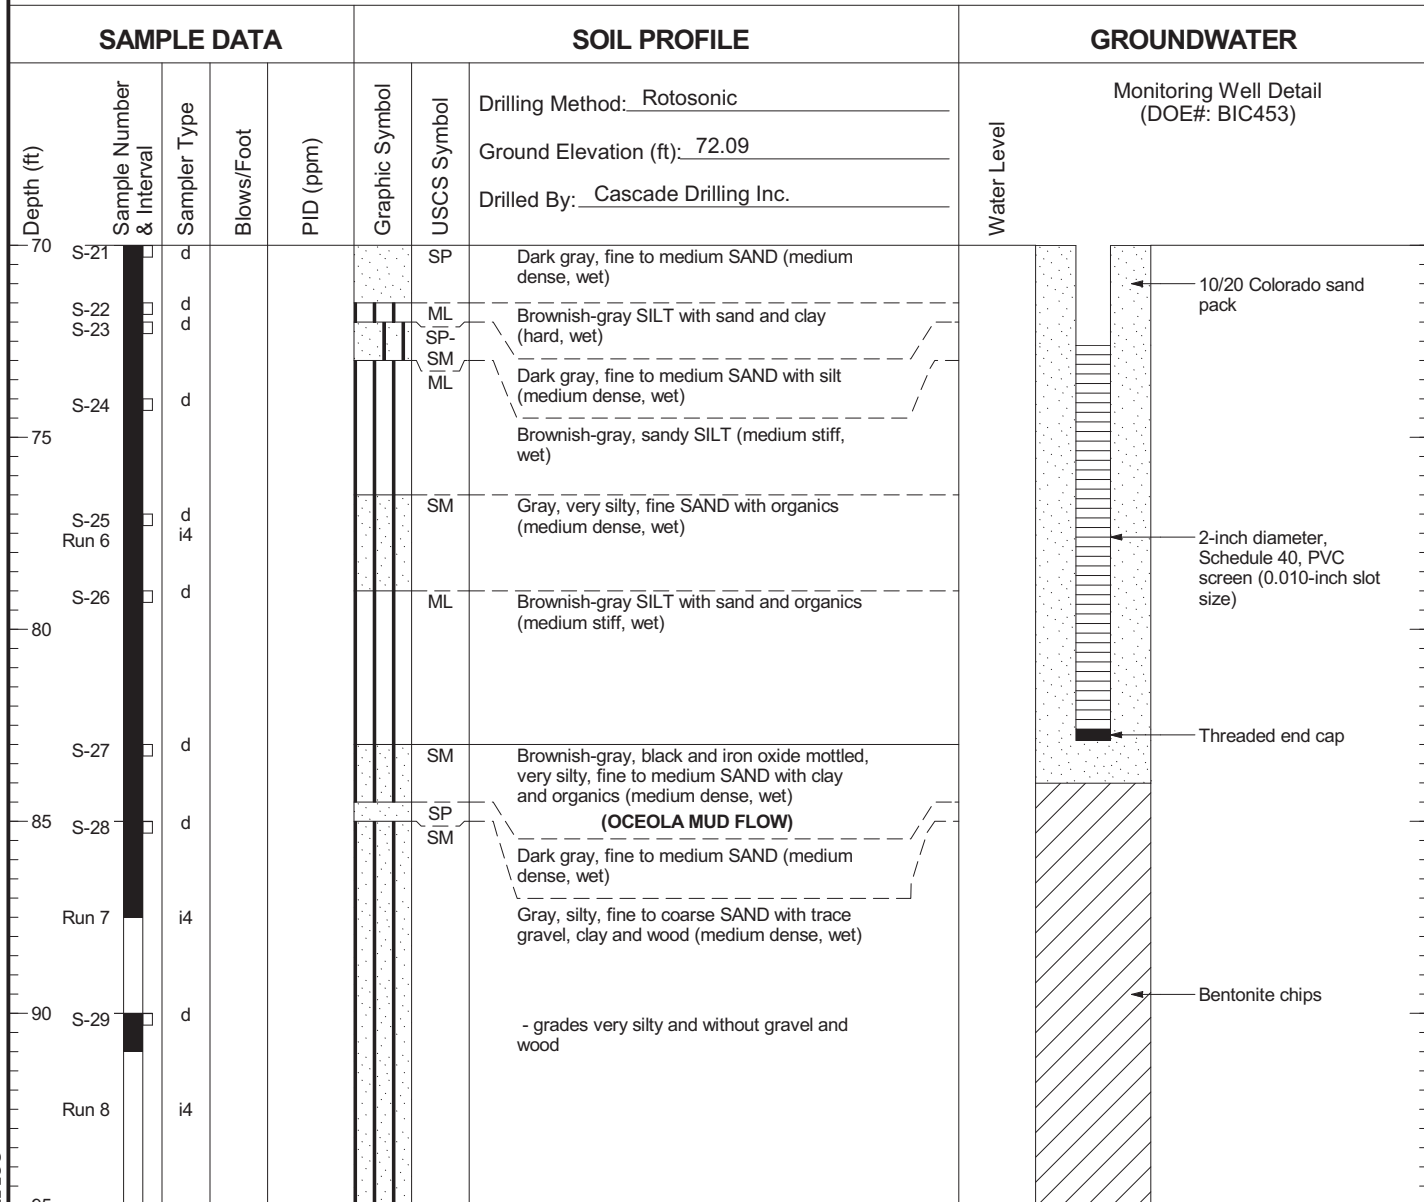 SAMPLE DATA
SOIL PROFILE
GROUNDWATER
Depth (ft)
Sample Number
& Interval
Sampler Type
Blows/Foot
PID (ppm)
Graphic Symbol
USCS Symbol
Drilling Method: Rotosonic
Ground Elevation (ft): 72.09
Drilled By: Cascade Drilling Inc.
Water Level
Monitoring Well Detail
(DOE#: BIC453)
70
S-21 d
SP
Dark gray, fine to medium SAND (medium
dense, wet)
10/20 Colorado sand
pack
S-22 d
ML
Brownish-gray SILT with sand and clay
(hard, wet)
S-23 d
SP-
SM
Dark gray, fine to medium SAND with silt
(medium dense, wet)
ML
S-24 d
75
Brownish-gray, sandy SILT (medium stiff,
wet)
SM
Gray, very silty, fine SAND with organics
(medium dense, wet)
S-25 d
Run 6 i4
2-inch diameter,
Schedule 40, PVC
screen (0.010-inch slot
size)
S-26 d
ML
Brownish-gray SILT with sand and organics
(medium stiff, wet)
80
S-27 d
Threaded end cap
SM
Brownish-gray, black and iron oxide mottled,
very silty, fine to medium SAND with clay
and organics (medium dense, wet)
(OCEOLA MUD FLOW)
85
S-28 d
SP
Dark gray, fine to medium SAND (medium
dense, wet)
SM
Gray, silty, fine to coarse SAND with trace
gravel, clay and wood (medium dense, wet)
Run 7 i4
Bentonite chips
90
S-29 d
- grades very silty and without gravel and
wood
Run 8 i4